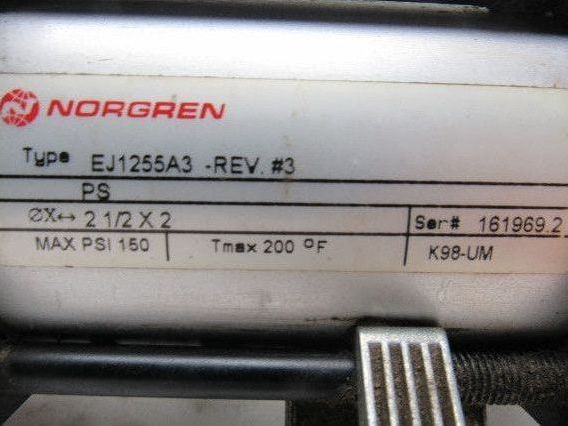 NORGREN
Type EJ1255A3 -REV. #3
PS
ØX↔ 2 1/2 X 2 Ser# 161969.2
MAX PSI 150 Tmax 200 °F K98-UM